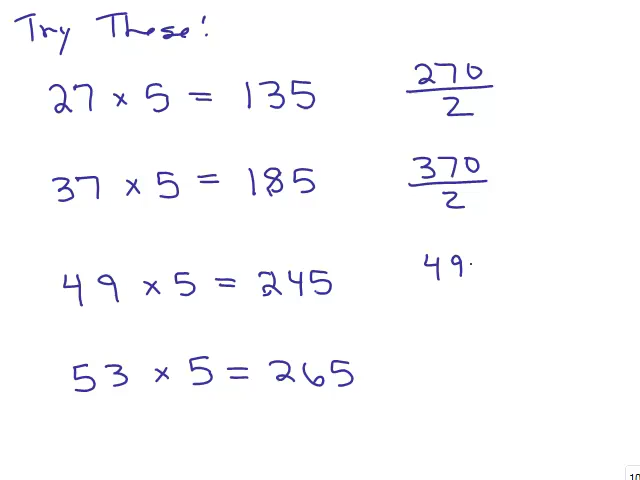 Try These!
27 × 5 = 135
270
2
37 × 5 = 185
370
2
49 × 5 = 245
49
53 × 5 = 265
10